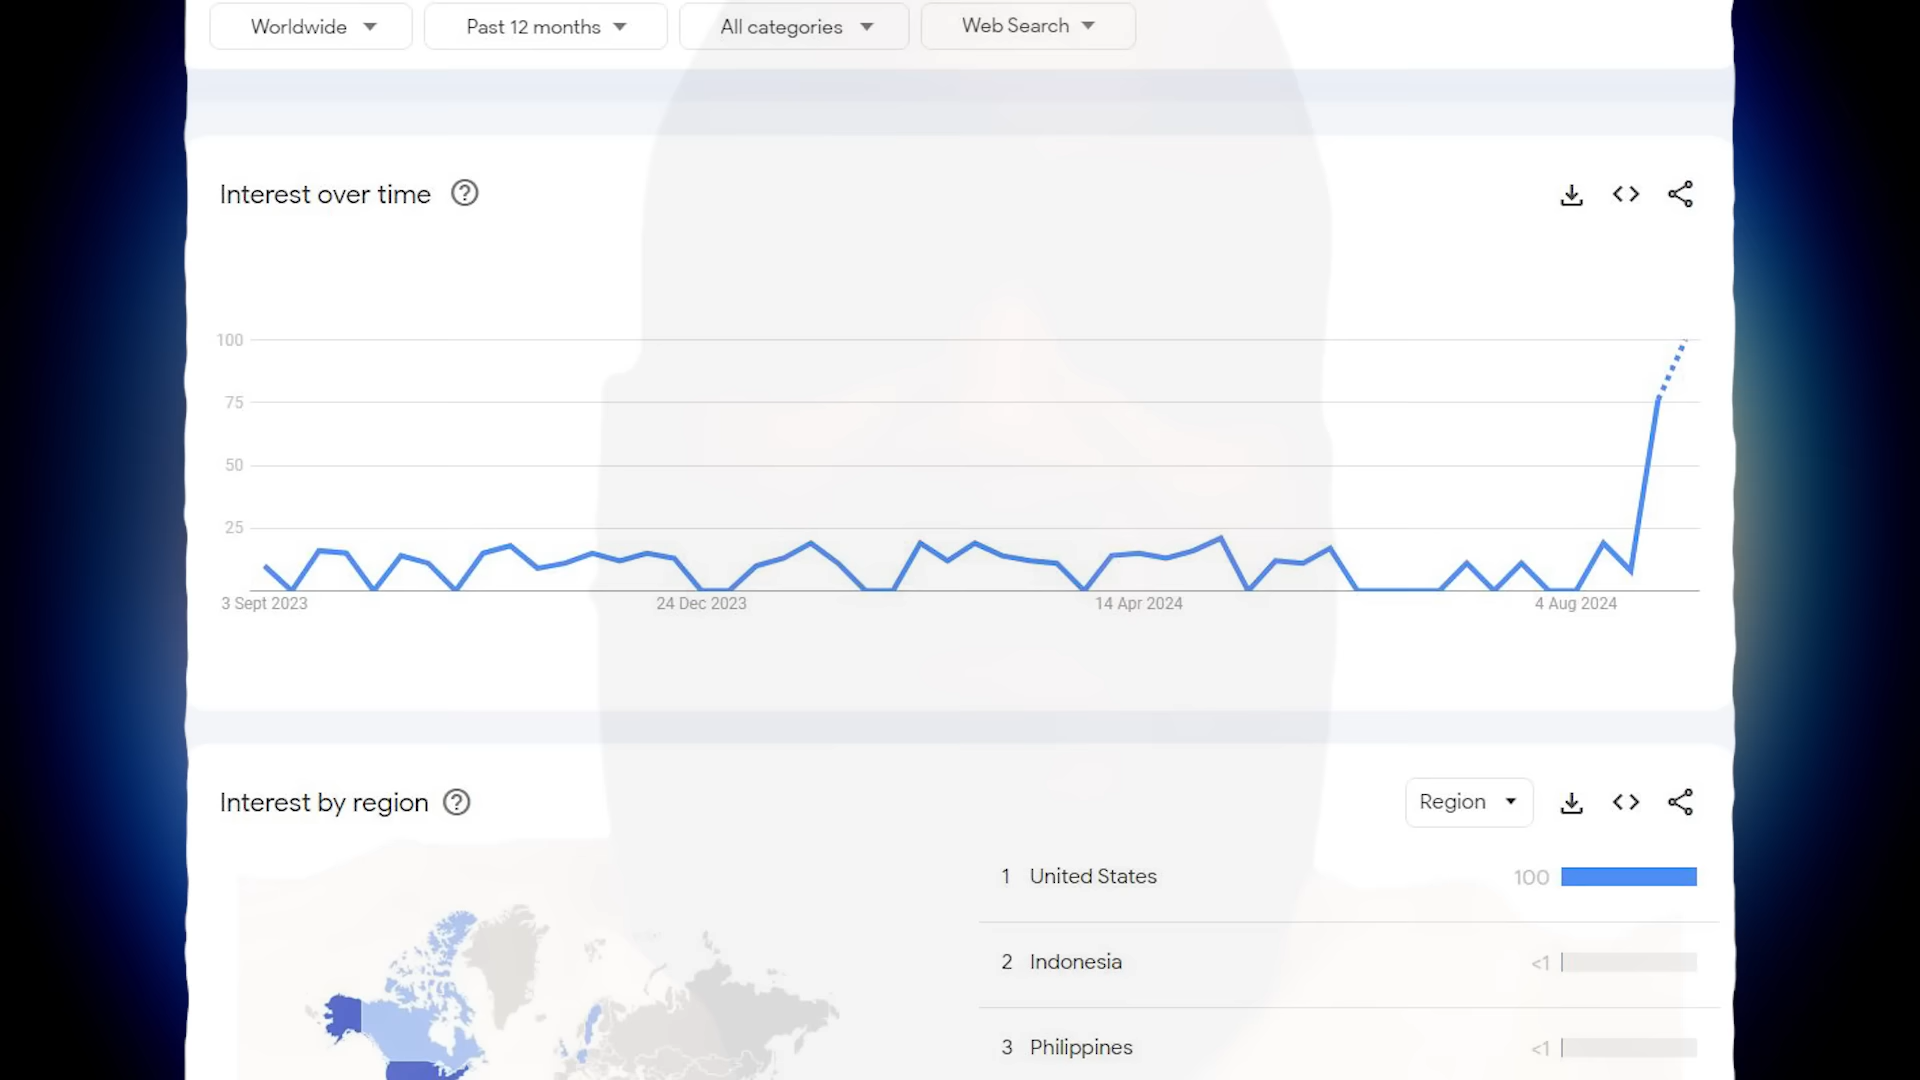 Worldwide Past 12 months All categories Web Search
Interest over time
100
75
50
25
3 Sept 2023 24 Dec 2023 14 Apr 2024 4 Aug 2024
Interest by region Region
1 United States 100
2 Indonesia <1
3 Philippines <1